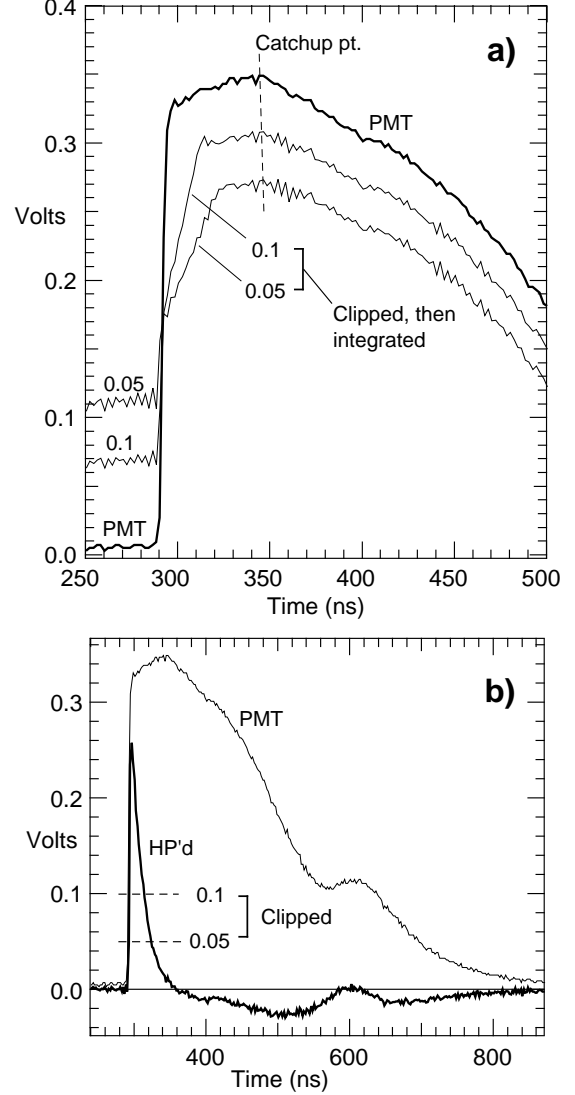 0.4
a)
Catchup pt.
PMT
0.3
Volts
0.1
0.05
Clipped, then
integrated
0.2
0.05
0.1
0.1
PMT
0.0
250 300 350 400 450 500
Time (ns)
b)
0.3
PMT
0.2
Volts
HP'd
0.1
0.1
Clipped
0.05
0.0
400 600 800
Time (ns)